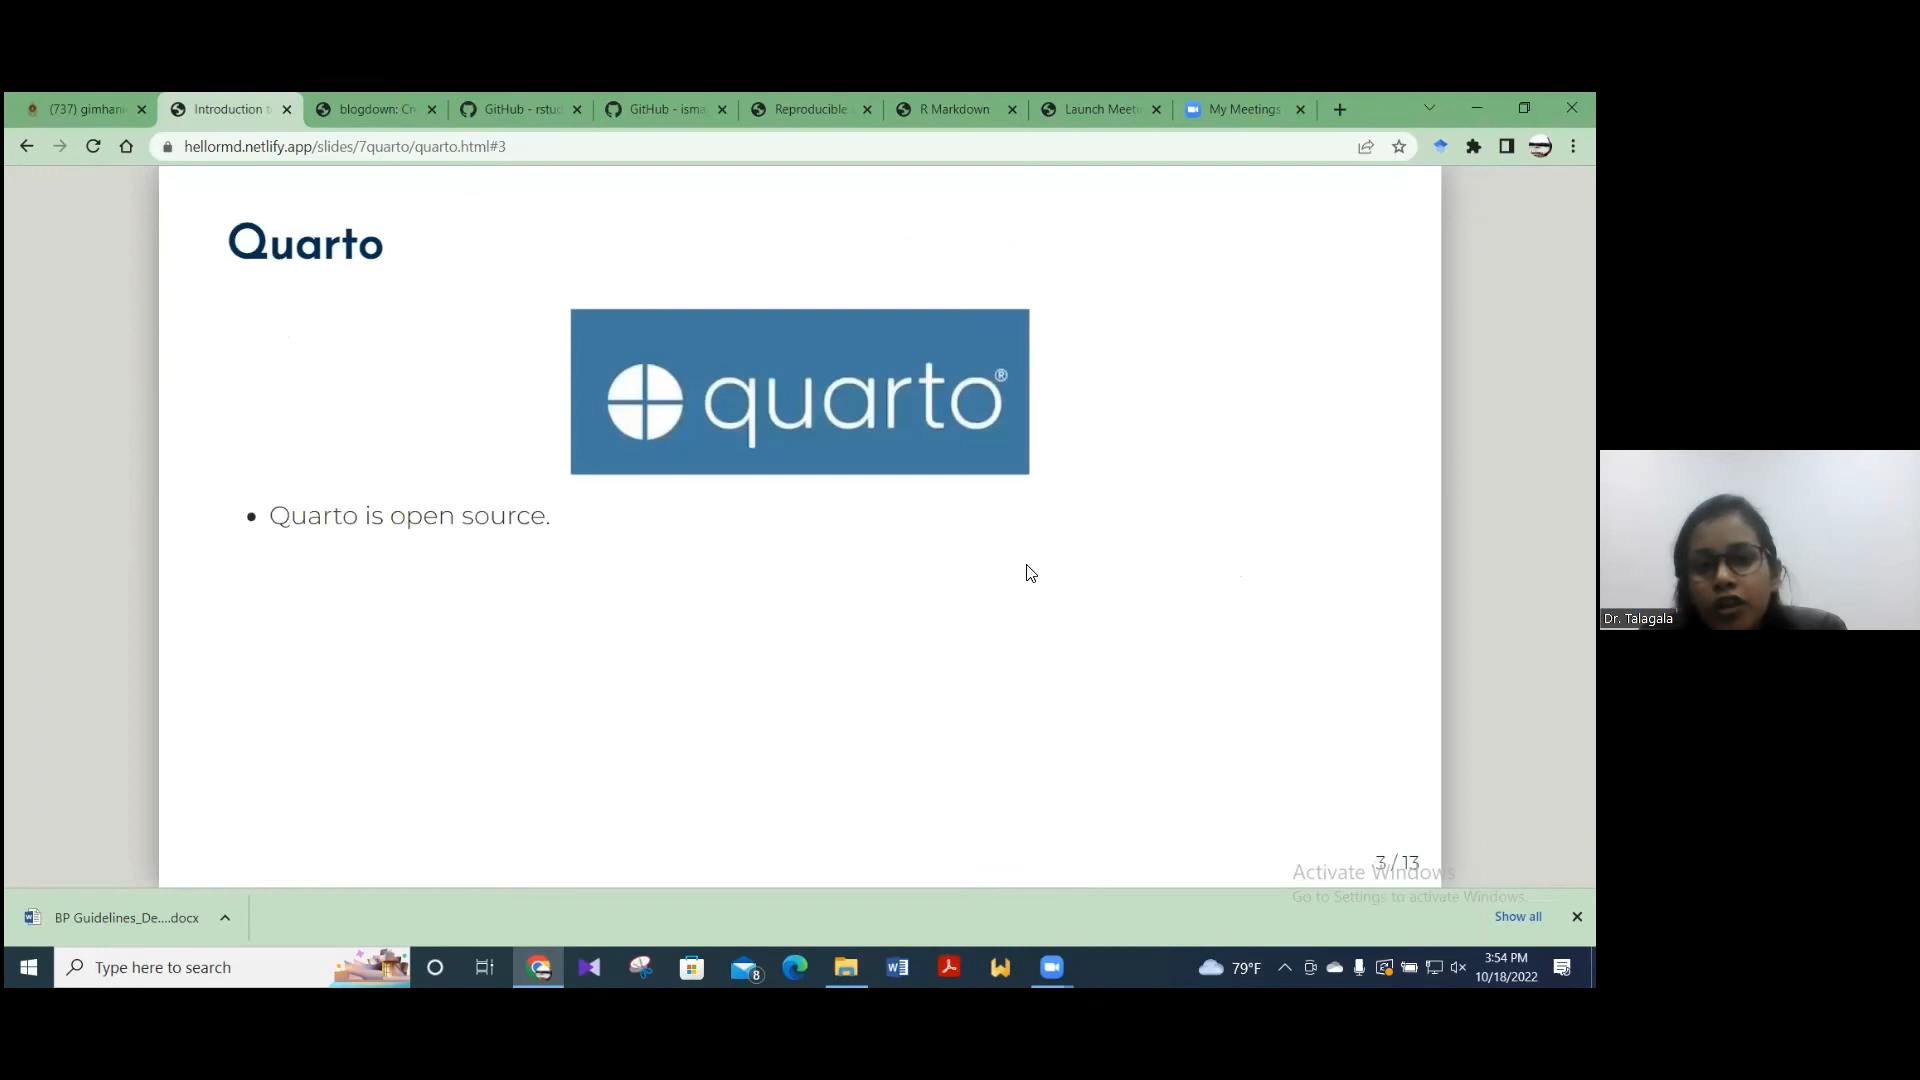 (737) gimhani
Introduction t
blogdown: Cr
GitHub - rstud
GitHub - isma
Reproducible
R Markdown
Launch Meeti
My Meetings
hellormd.netlify.app/slides/7quarto/quarto.html#3
Quarto
quarto®
• Quarto is open source.
3 / 13
Activate Windows
Go to Settings to activate Windows.
Dr. Talagala
BP Guidelines_De....docx
Show all
Type here to search
8
79°F
3:54 PM
10/18/2022